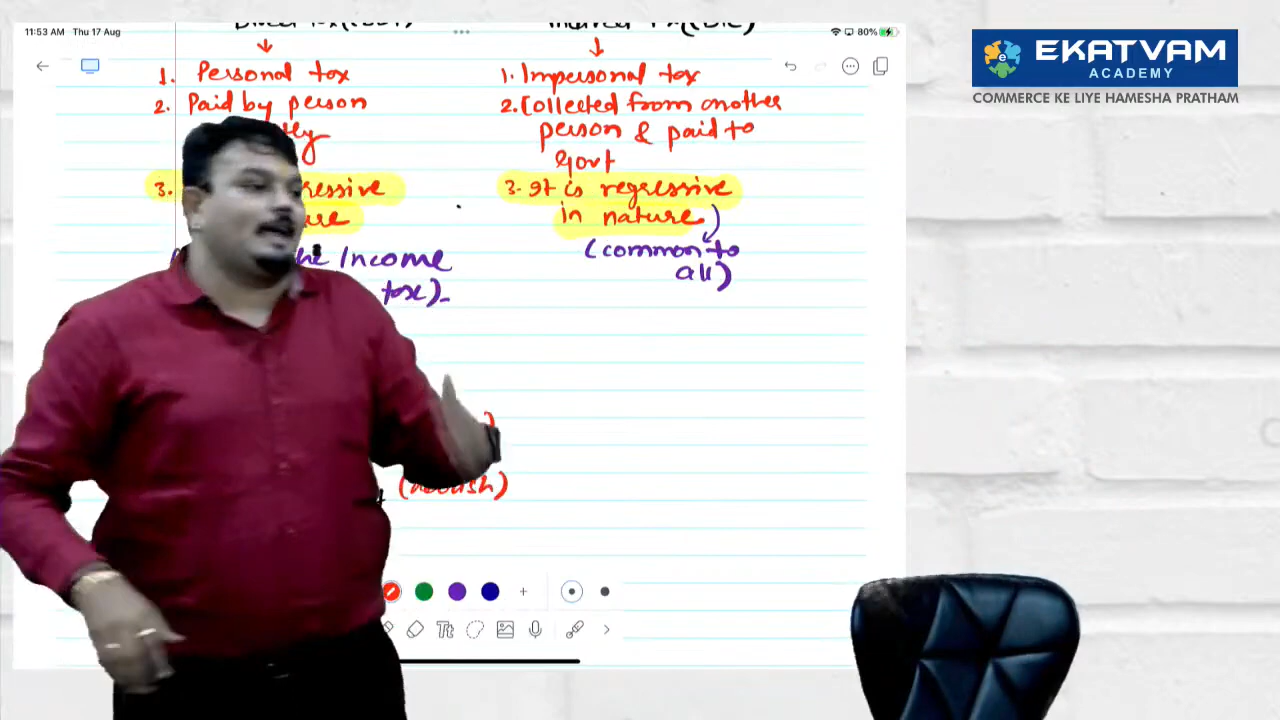 11:53 AM Thu 17 Aug
80%
EKATVAM
ACADEMY
COMMERCE KE LIYE HAMESHA PRATHAM
1. Personal tax
2. Paid by person
3.
Income
tax).
1. Impersonal tax
2. Collected from another
person & paid to
Govt
3. It is regressive
in nature
(common to
all)
Tt